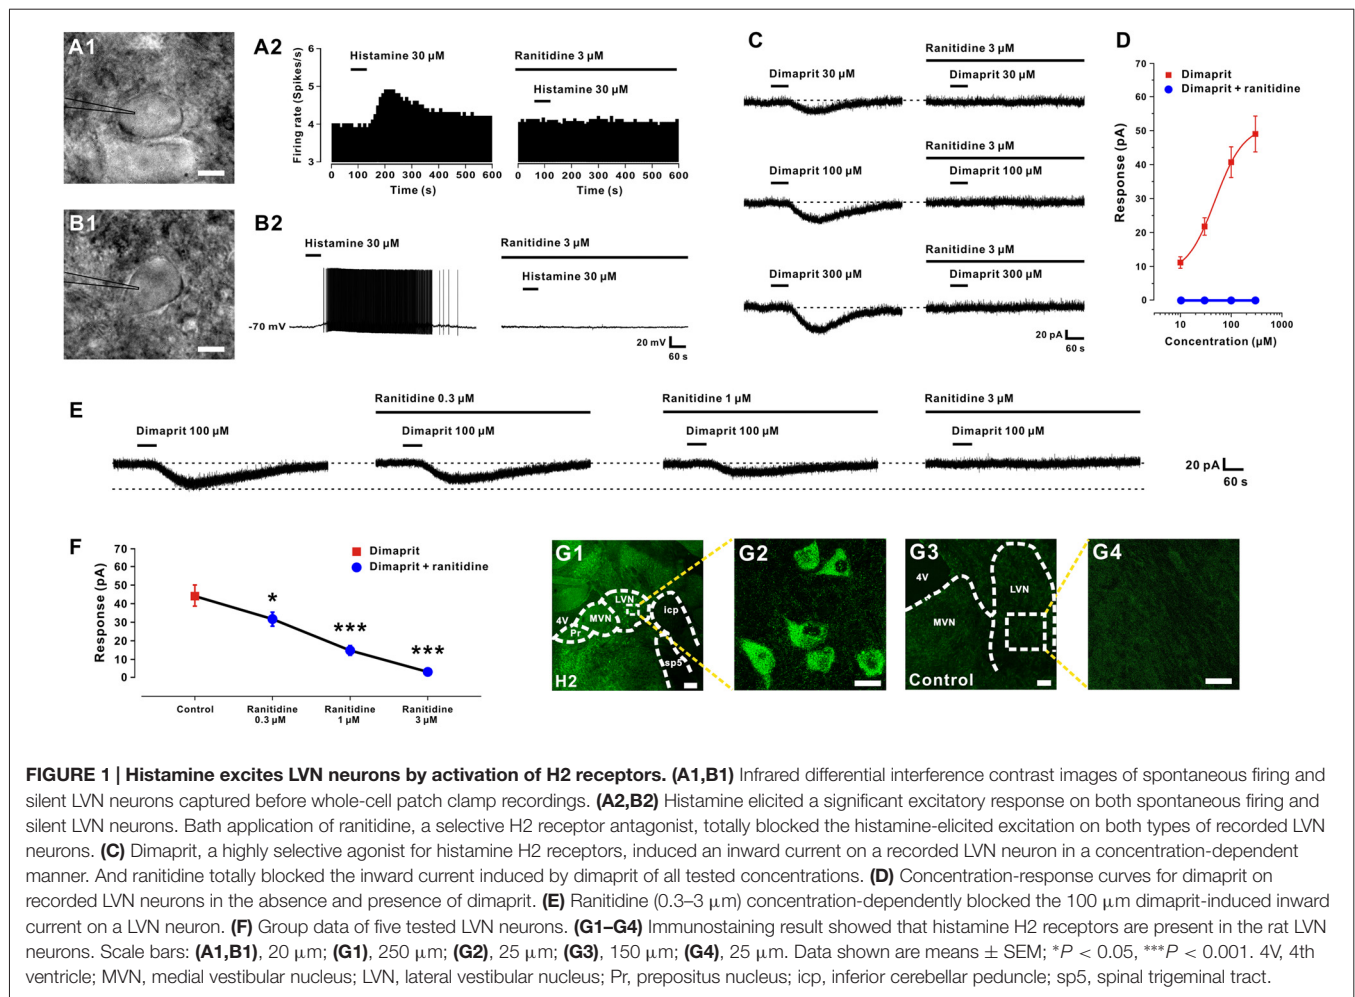 A1
A2
Histamine 30 µM
Ranitidine 3 µM
Histamine 30 µM
Firing rate (Spikes/s)
6
5
4
3
0 100 200 300 400 500 600
0 100 200 300 400 500 600
Time (s)
Time (s)
B1
B2
Histamine 30 µM
Ranitidine 3 µM
Histamine 30 µM
-70 mV
20 mV
60 s
C
Ranitidine 3 µM
Dimaprit 30 µM
Dimaprit 30 µM
Ranitidine 3 µM
Dimaprit 100 µM
Dimaprit 100 µM
Ranitidine 3 µM
Dimaprit 300 µM
Dimaprit 300 µM
20 pA
60 s
D
Dimaprit
Dimaprit + ranitidine
Response (pA)
70
60
50
40
30
20
10
0
10 100 1000
Concentration (µM)
E
Ranitidine 0.3 µM
Ranitidine 1 µM
Ranitidine 3 µM
Dimaprit 100 µM
Dimaprit 100 µM
Dimaprit 100 µM
Dimaprit 100 µM
20 pA
60 s
F
Dimaprit
Dimaprit + ranitidine
Response (pA)
70
60
50
40
30
20
10
0
*
***
***
Control
Ranitidine
0.3 µM
Ranitidine
1 µM
Ranitidine
3 µM
G1
LVN
icp
MVN
4V
Pr
sp5
H2
G2
G3
4V
LVN
MVN
Control
G4
FIGURE 1 | Histamine excites LVN neurons by activation of H2 receptors. (A1,B1) Infrared differential interference contrast images of spontaneous firing and
silent LVN neurons captured before whole-cell patch clamp recordings. (A2,B2) Histamine elicited a significant excitatory response on both spontaneous firing and
silent LVN neurons. Bath application of ranitidine, a selective H2 receptor antagonist, totally blocked the histamine-elicited excitation on both types of recorded LVN
neurons. (C) Dimaprit, a highly selective agonist for histamine H2 receptors, induced an inward current on a recorded LVN neuron in a concentration-dependent
manner. And ranitidine totally blocked the inward current induced by dimaprit of all tested concentrations. (D) Concentration-response curves for dimaprit on
recorded LVN neurons in the absence and presence of dimaprit. (E) Ranitidine (0.3–3 µm) concentration-dependently blocked the 100 µm dimaprit-induced inward
current on a LVN neuron. (F) Group data of five tested LVN neurons. (G1–G4) Immunostaining result showed that histamine H2 receptors are present in the rat LVN
neurons. Scale bars: (A1,B1), 20 µm; (G1), 250 µm; (G2), 25 µm; (G3), 150 µm; (G4), 25 µm. Data shown are means ± SEM; *P < 0.05, ***P < 0.001. 4V, 4th
ventricle; MVN, medial vestibular nucleus; LVN, lateral vestibular nucleus; Pr, prepositus nucleus; icp, inferior cerebellar peduncle; sp5, spinal trigeminal tract.